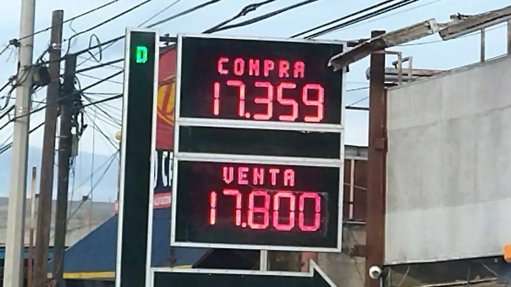 D
COMPRA
17.359
VENTA
17.800